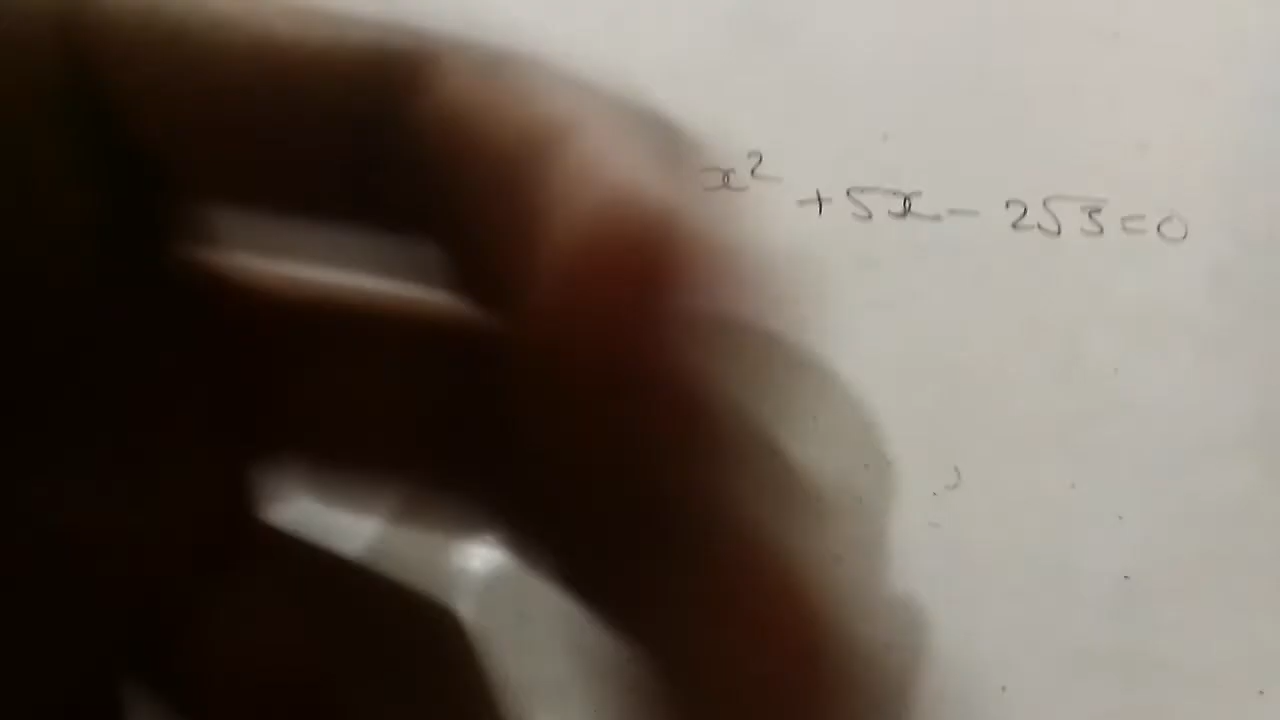 x² + 5x - 2√3 = 0